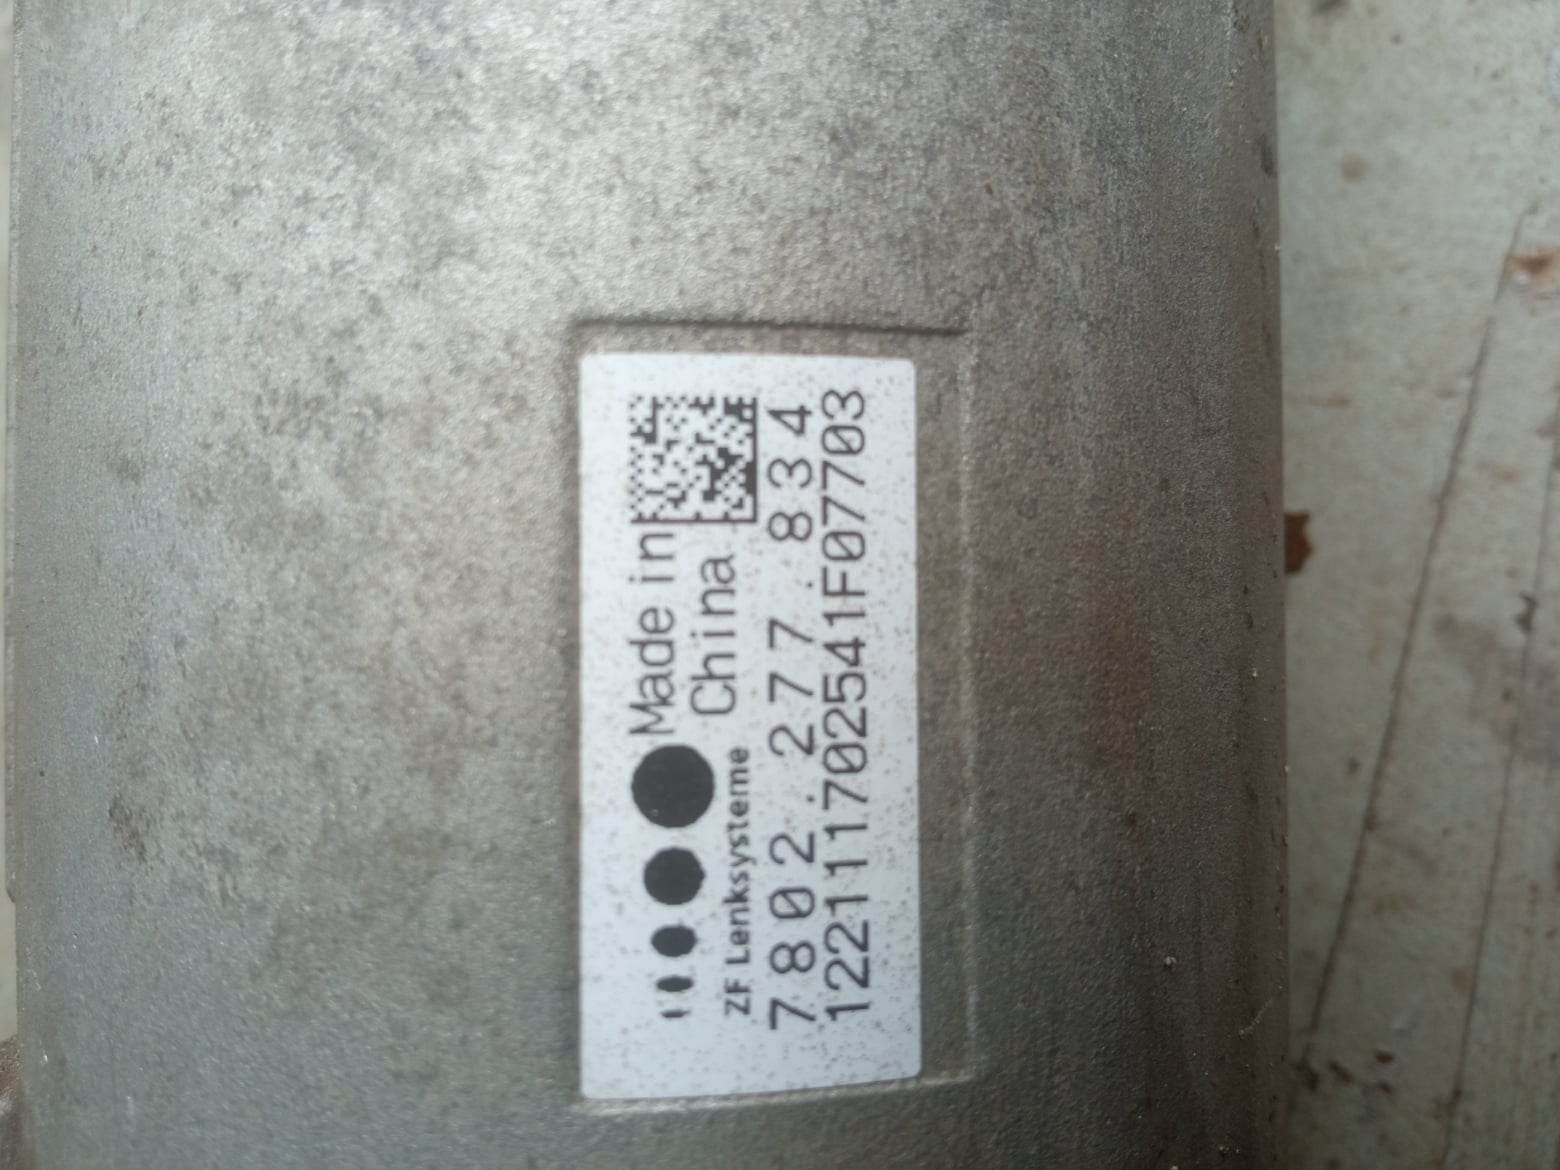 Made in
China
ZF Lenksysteme
7802.277.834
12211170254​1F07703